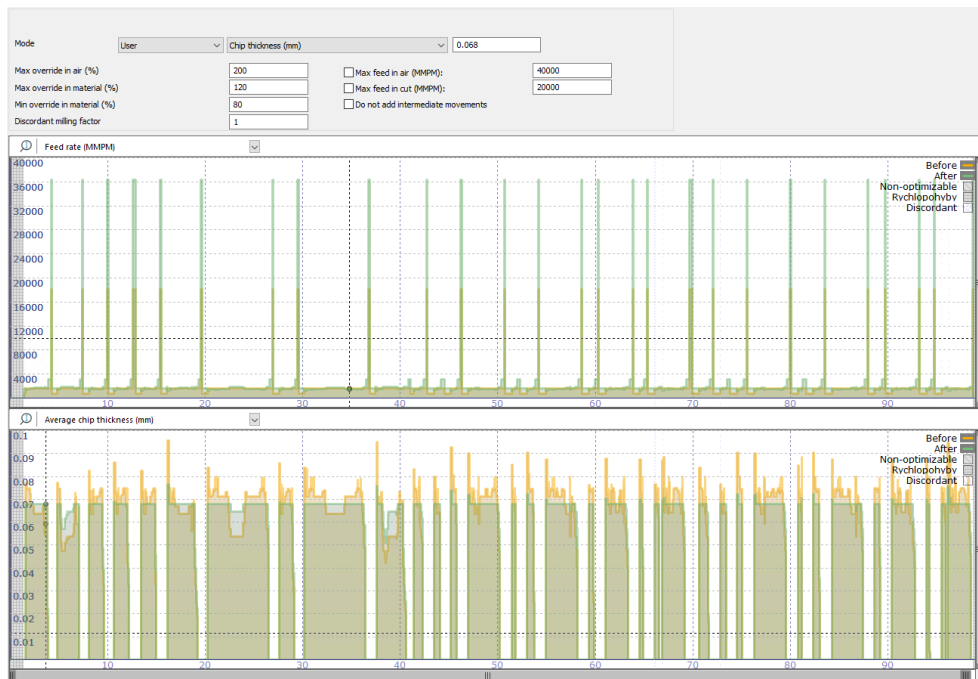 Mode User Chip thickness (mm) 0.068
Max override in air (%) 200 Max feed in air (MMPM): 40000
Max override in material (%) 120 Max feed in cut (MMPM): 20000
Min override in material (%) 80 Do not add intermediate movements
Discordant milling factor 1
Feed rate (MMPM)
40000
Before
36000
After
Non-optimizable
32000
Rychlopohyby
Discordant
28000
24000
20000
16000
12000
8000
4000
10 20 30 40 50 60 70 80 90
Average chip thickness (mm)
0.1
Before
After
0.09
Non-optimizable
Rychlopohyby
0.08
Discordant
0.07
0.06
0.05
0.04
0.03
0.02
0.01
10 20 30 40 50 60 70 80 90